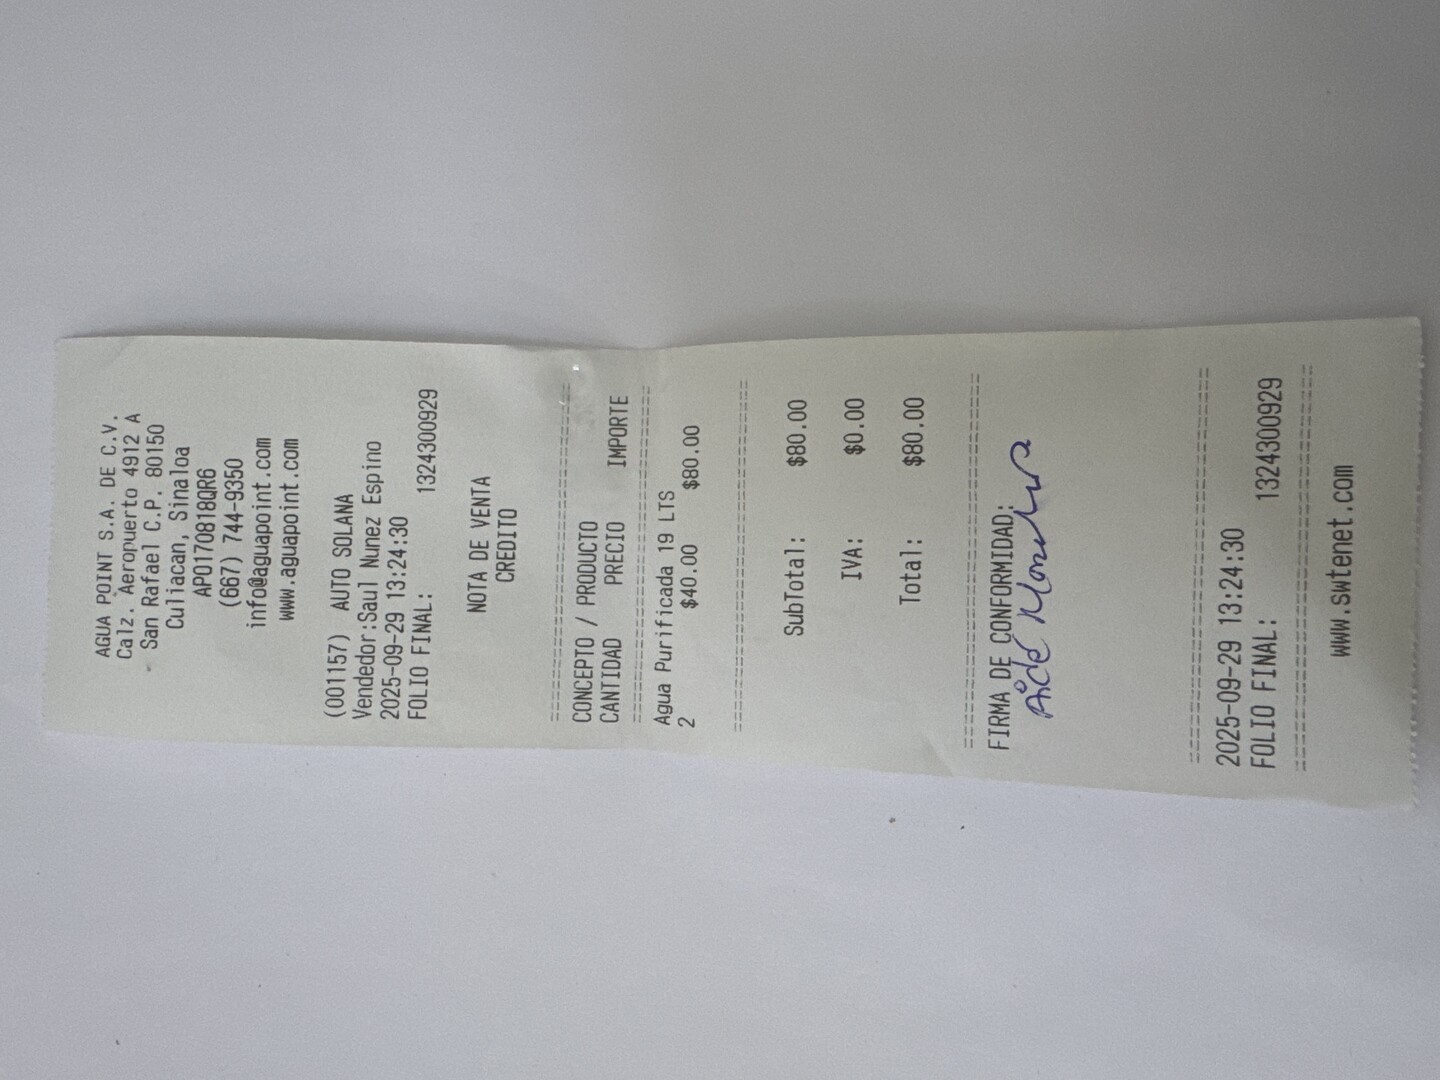 AGUA POINT S.A. DE C.V.
Calz. Aeropuerto 4912 A
San Rafael C.P. 80150
Culiacan, Sinaloa
APO170818QR6
(667) 744-9350
info@aguapoint.com
www.aguapoint.com
(001157) AUTO SOLANA
Vendedor:Saul Nunez Espino
2025-09-29 13:24:30
FOLIO FINAL: 1324300929
NOTA DE VENTA
CREDITO
CONCEPTO / PRODUCTO
CANTIDAD PRECIO IMPORTE
Agua Purificada 19 LTS
2 $40.00 $80.00
SubTotal: $80.00
IVA: $0.00
Total: $80.00
FIRMA DE CONFORMIDAD:
2025-09-29 13:24:30
FOLIO FINAL: 1324300929
www.swtenet.com